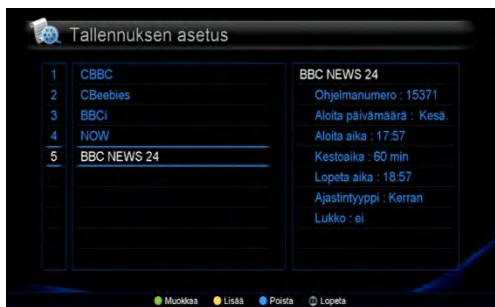 Tallennuksen asetus
1 CBBC
2 CBeebies
3 BBCi
4 NOW
5 BBC NEWS 24
BBC NEWS 24
Ohjelmanumero : 15371
Aloita päivämäärä : Kesä.
Aloita aika : 17:57
Kestoaika : 60 min
Lopeta aika : 18:57
Ajastintyyppi : Kerran
Lukko : ei
Muokkaa Lisää Poista Lopeta